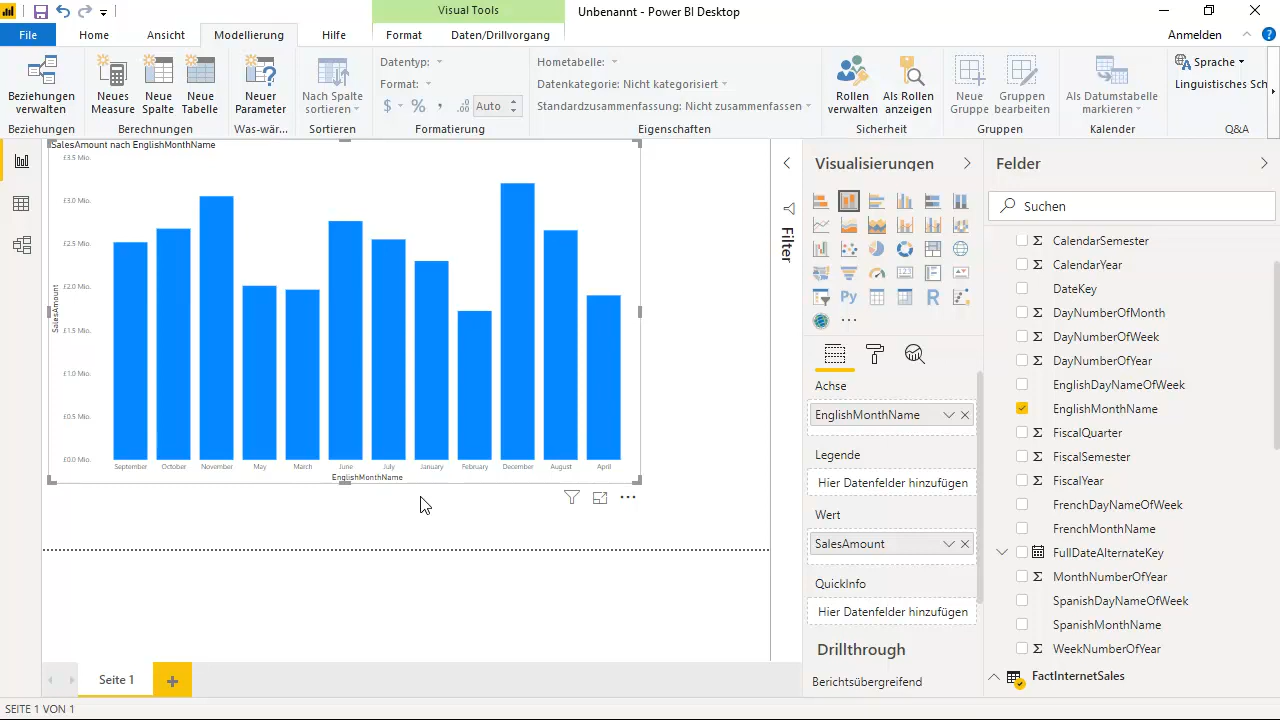 Visual Tools
Unbenannt - Power BI Desktop
File Home Ansicht Modellierung Hilfe Format Daten/Drillvorgang Anmelden
Beziehungen verwalten
Beziehungen
Neues Measure
Neue Spalte
Neue Tabelle
Berechnungen
Neuer Parameter
Was-wär...
Nach Spalte sortieren
Sortieren
Datentyp:
Format:
$ % , .00 Auto
Formatierung
Hometabelle:
Datenkategorie: Nicht kategorisiert
Standardzusammenfassung: Nicht zusammenfassen
Eigenschaften
Rollen verwalten
Als Rollen anzeigen
Sicherheit
Neue Gruppe
Gruppen bearbeiten
Gruppen
Als Datumstabelle markieren
Kalender
Sprache
Linguistisches Sch
Q&A
SalesAmount nach EnglishMonthName
£3.5 Mio.
£3.0 Mio.
£2.5 Mio.
£2.0 Mio.
£1.5 Mio.
£1.0 Mio.
£0.5 Mio.
£0.0 Mio.
SalesAmount
September October November May March June July January February December August April
EnglishMonthName
Filter
Visualisierungen
Py
R
Achse
EnglishMonthName
Legende
Hier Datenfelder hinzufügen
Wert
SalesAmount
QuickInfo
Hier Datenfelder hinzufügen
Drillthrough
Berichtsübergreifend
Felder
Suchen
CalendarSemester
CalendarYear
DateKey
DayNumberOfMonth
DayNumberOfWeek
DayNumberOfYear
EnglishDayNameOfWeek
EnglishMonthName
FiscalQuarter
FiscalSemester
FiscalYear
FrenchDayNameOfWeek
FrenchMonthName
FullDateAlternateKey
MonthNumberOfYear
SpanishDayNameOfWeek
SpanishMonthName
WeekNumberOfYear
FactInternetSales
Seite 1
SEITE 1 VON 1